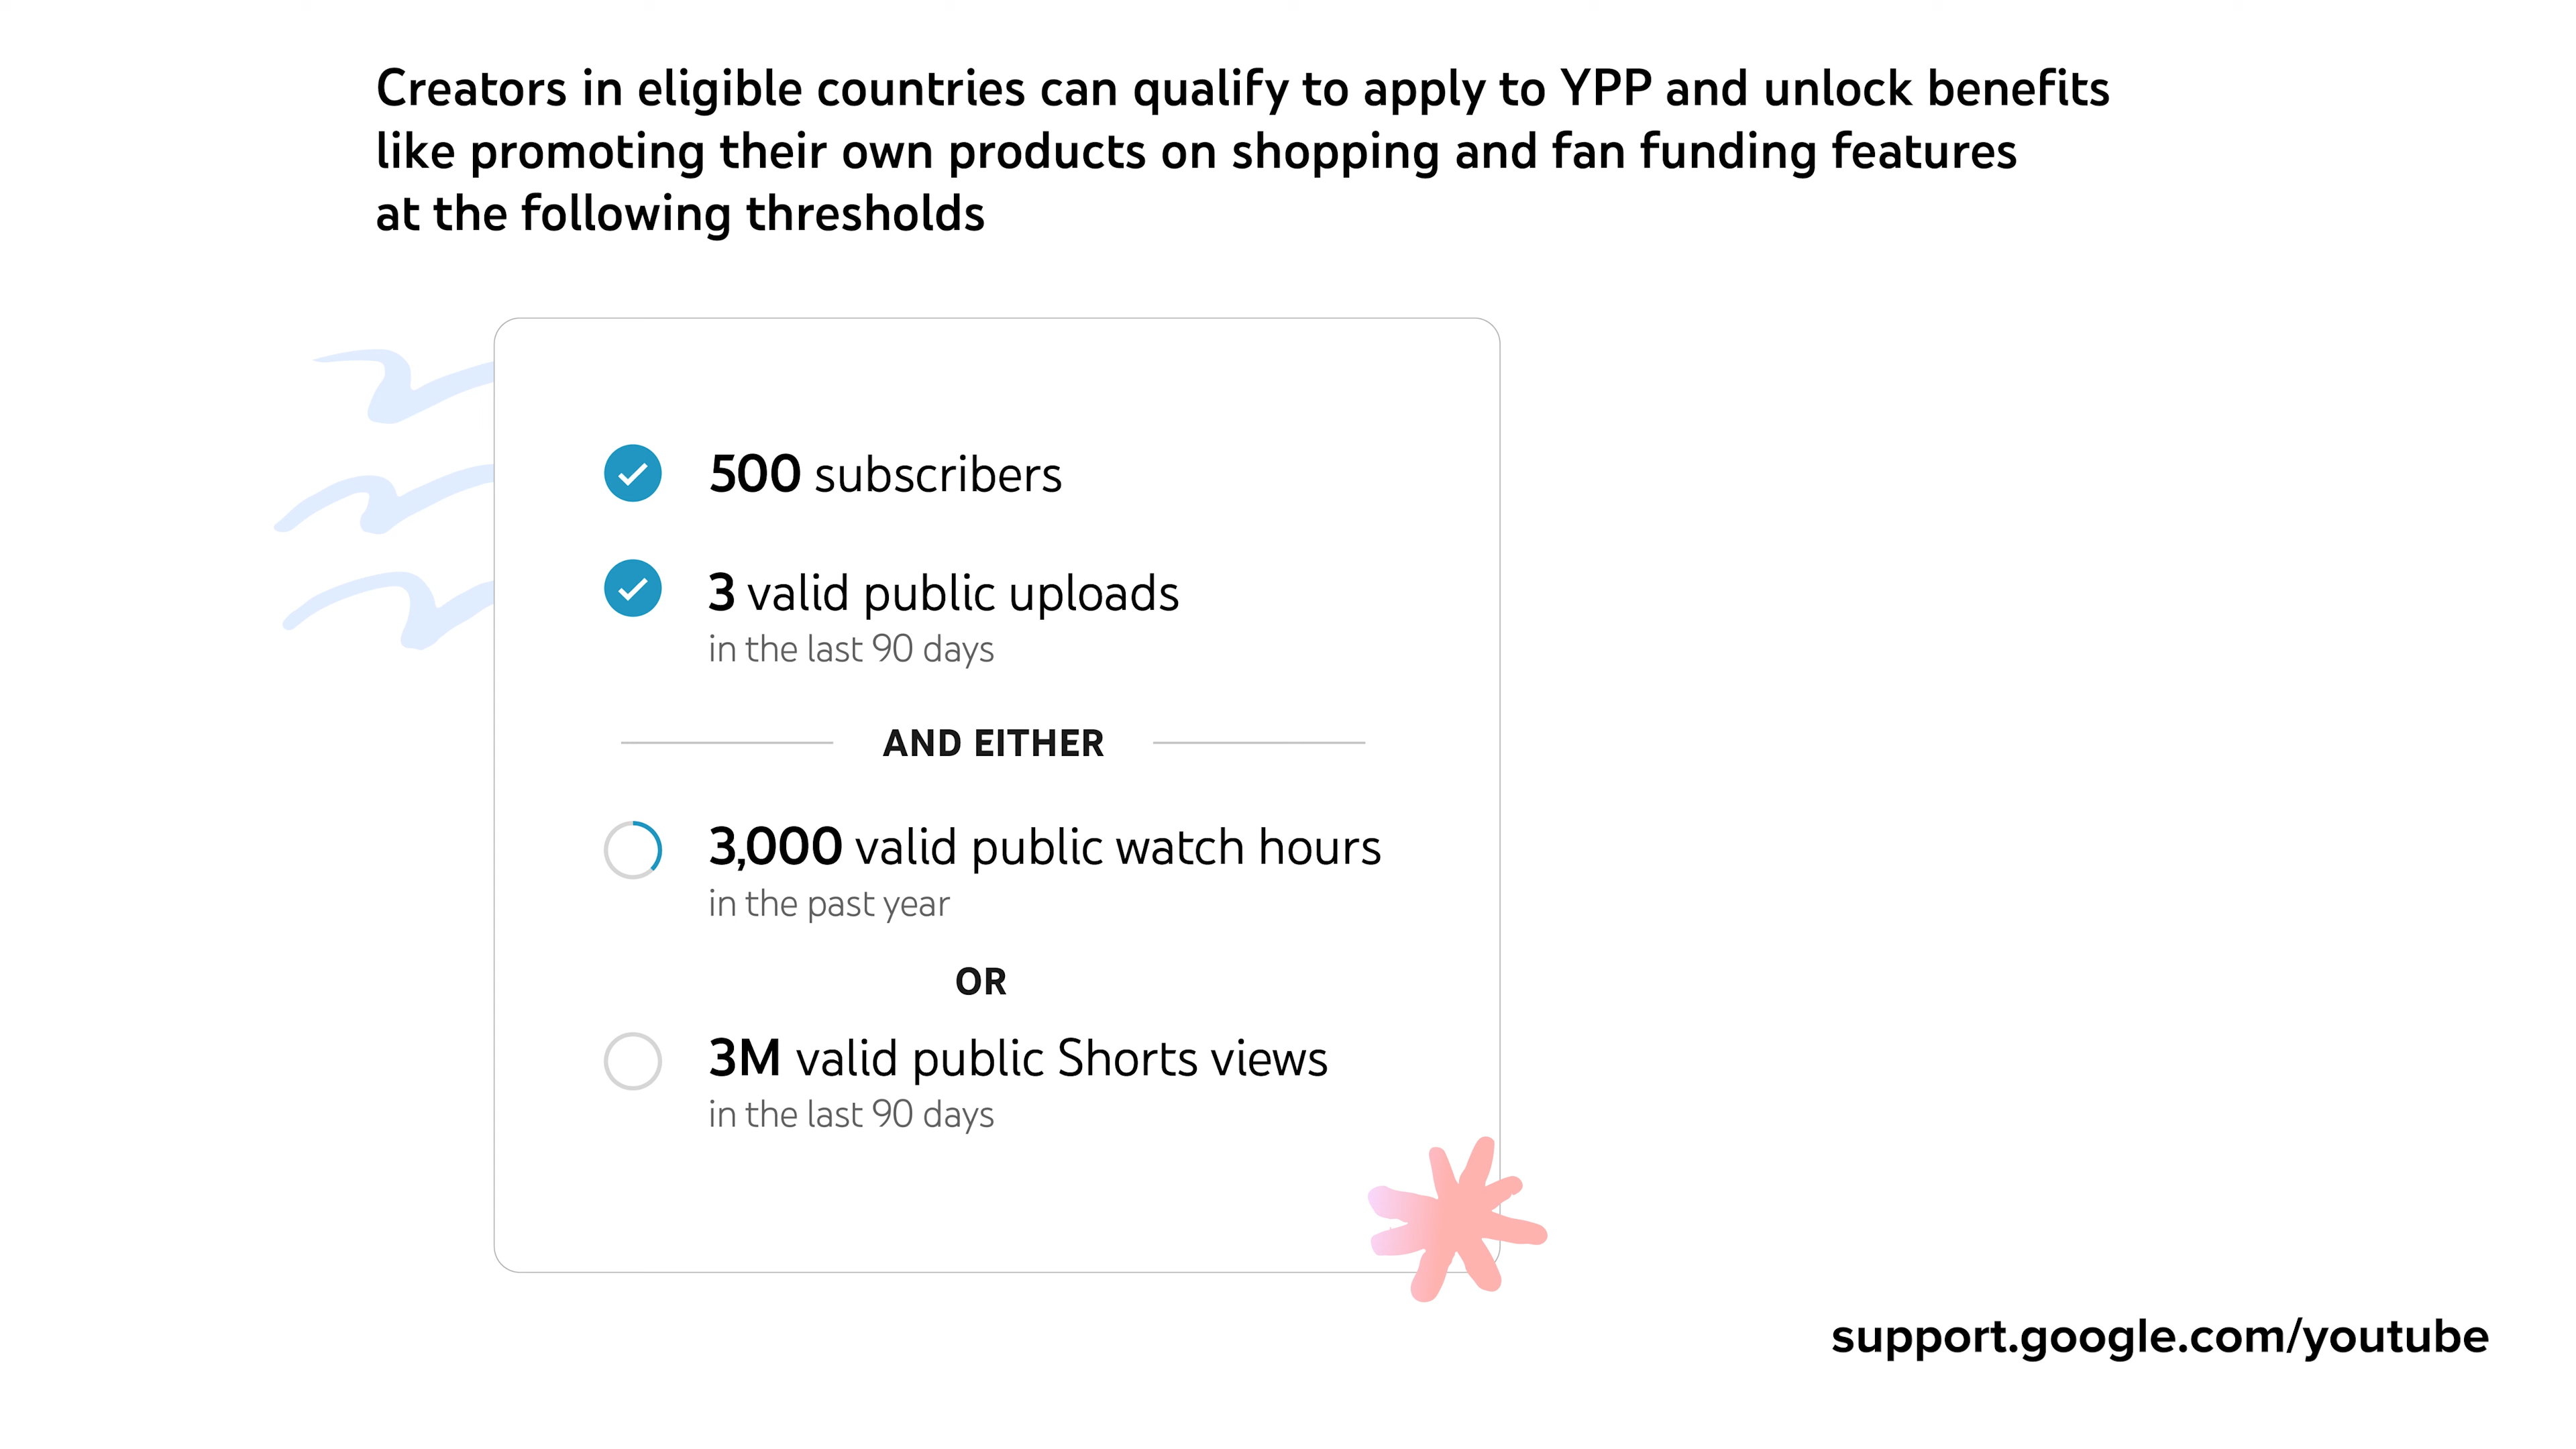 Creators in eligible countries can qualify to apply to YPP and unlock benefits
like promoting their own products on shopping and fan funding features
at the following thresholds
500 subscribers
3 valid public uploads
in the last 90 days
AND EITHER
3,000 valid public watch hours
in the past year
OR
3M valid public Shorts views
in the last 90 days
support.google.com/youtube